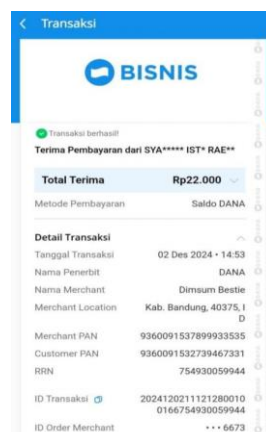 Transaksi
BISNIS
Transaksi berhasil!
Terima Pembayaran dari SYA***** IST* RAE**
Total Terima Rp22.000
Metode Pembayaran Saldo DANA
Detail Transaksi
Tanggal Transaksi 02 Des 2024 • 14:53
Nama Penerbit DANA
Nama Merchant Dimsum Bestie
Merchant Location Kab. Bandung, 40375, I
D
Merchant PAN 9360091537899933535
Customer PAN 9360091532739467331
RRN 754930059944
ID Transaksi 2024120211121280010
0166754930059944
ID Order Merchant • • • 6673